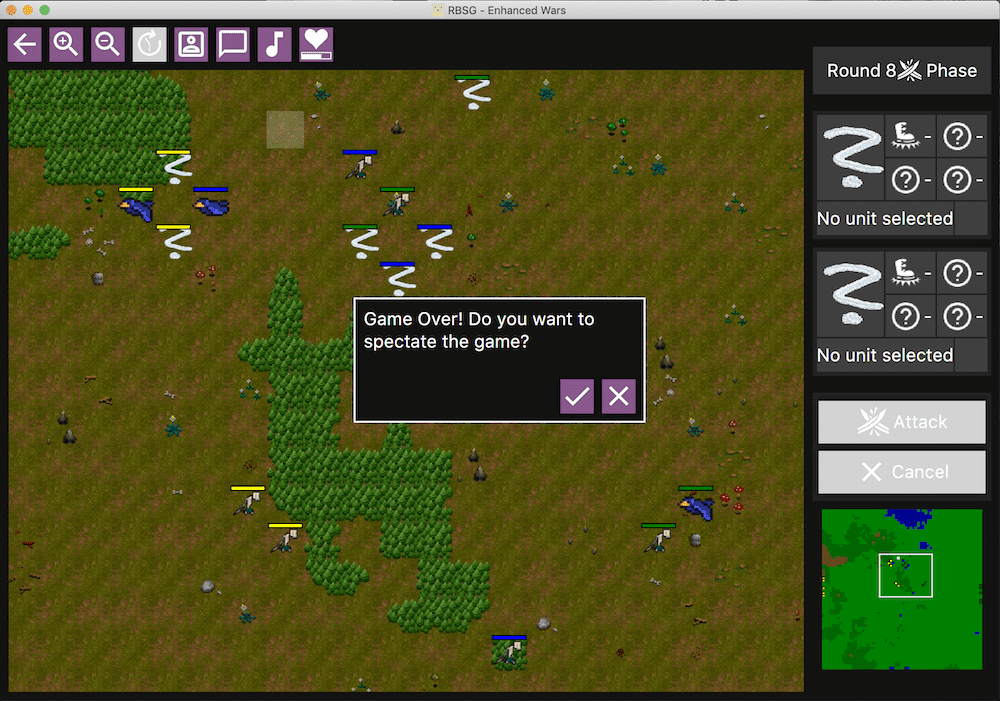 RBSG - Enhanced Wars
Round 8 Phase
- ? -
? - ? -
No unit selected
- ? -
? - ? -
No unit selected
Game Over! Do you want to
spectate the game?
Attack
Cancel